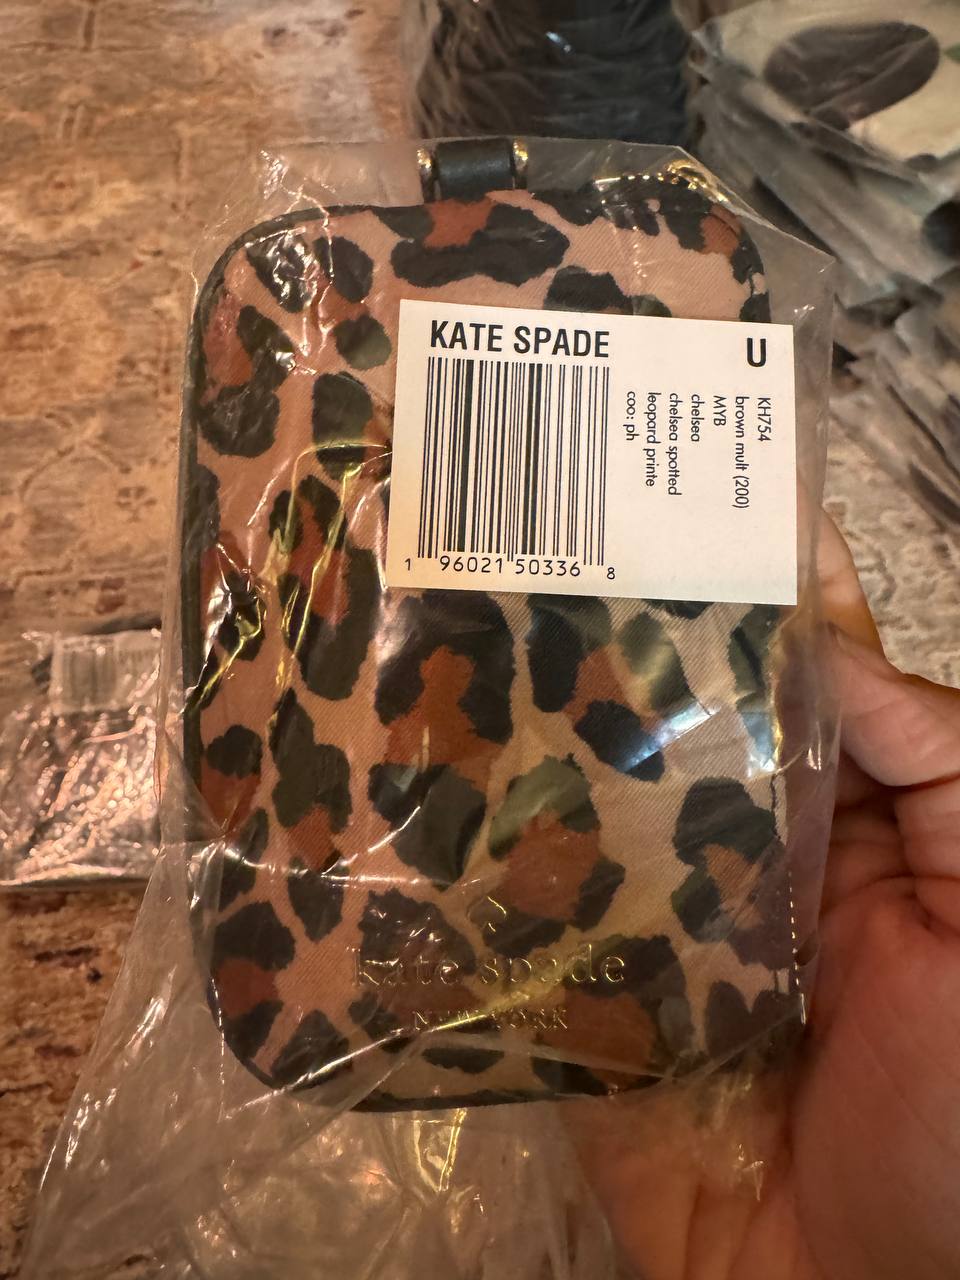 KATE SPADE
U
KH754
brown mult (200)
MYB
chelsea
chelsea spotted
leopard printe
coo: ph
1 96021 50336 8
kate spade
NEW YORK